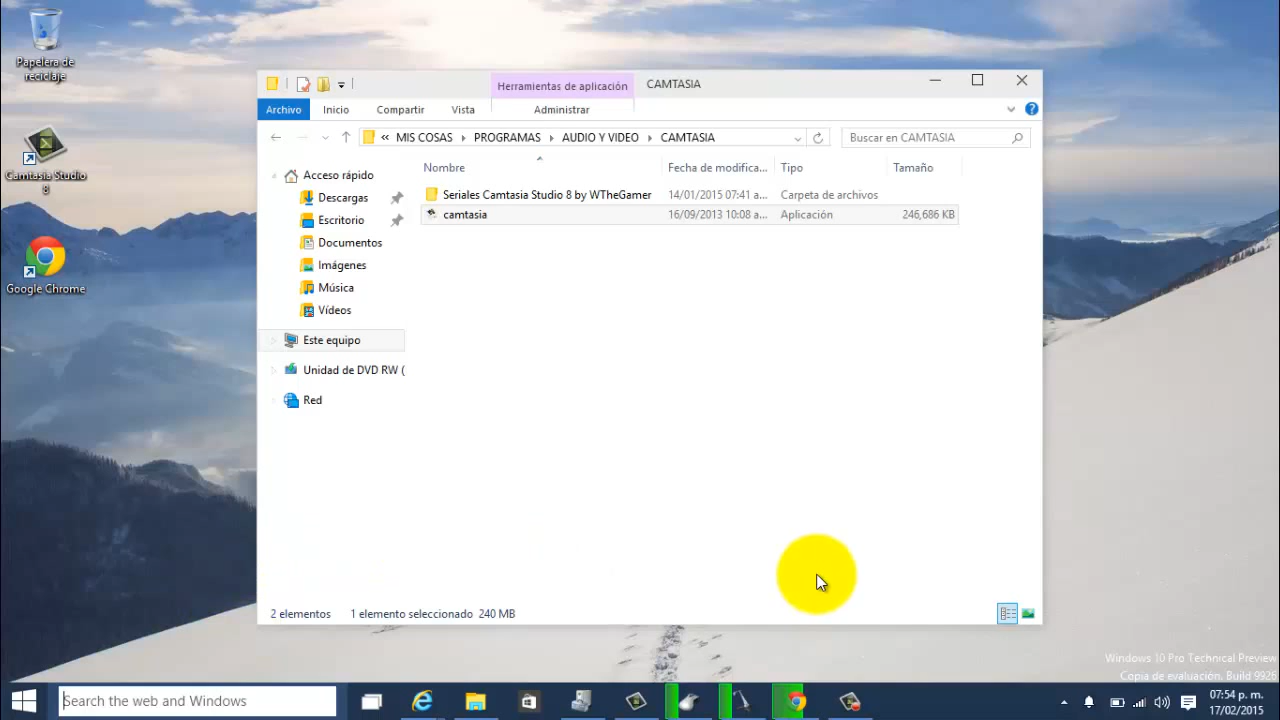 Papelera de
reciclaje
Camtasia Studio
8
Google Chrome
Herramientas de aplicación
CAMTASIA
Archivo
Inicio
Compartir
Vista
Administrar
« MIS COSAS
PROGRAMAS
AUDIO Y VIDEO
CAMTASIA
Buscar en CAMTASIA
Nombre
Fecha de modifica...
Tipo
Tamaño
Acceso rápido
Descargas
Escritorio
Documentos
Imágenes
Música
Vídeos
Este equipo
Unidad de DVD RW (
Red
Seriales Camtasia Studio 8 by WTheGamer
14/01/2015 07:41 a...
Carpeta de archivos
camtasia
16/09/2013 10:08 a...
Aplicación
246,686 KB
2 elementos
1 elemento seleccionado 240 MB
Windows 10 Pro Technical Preview
Copia de evaluación. Build 9926
Search the web and Windows
07:54 p. m.
17/02/2015